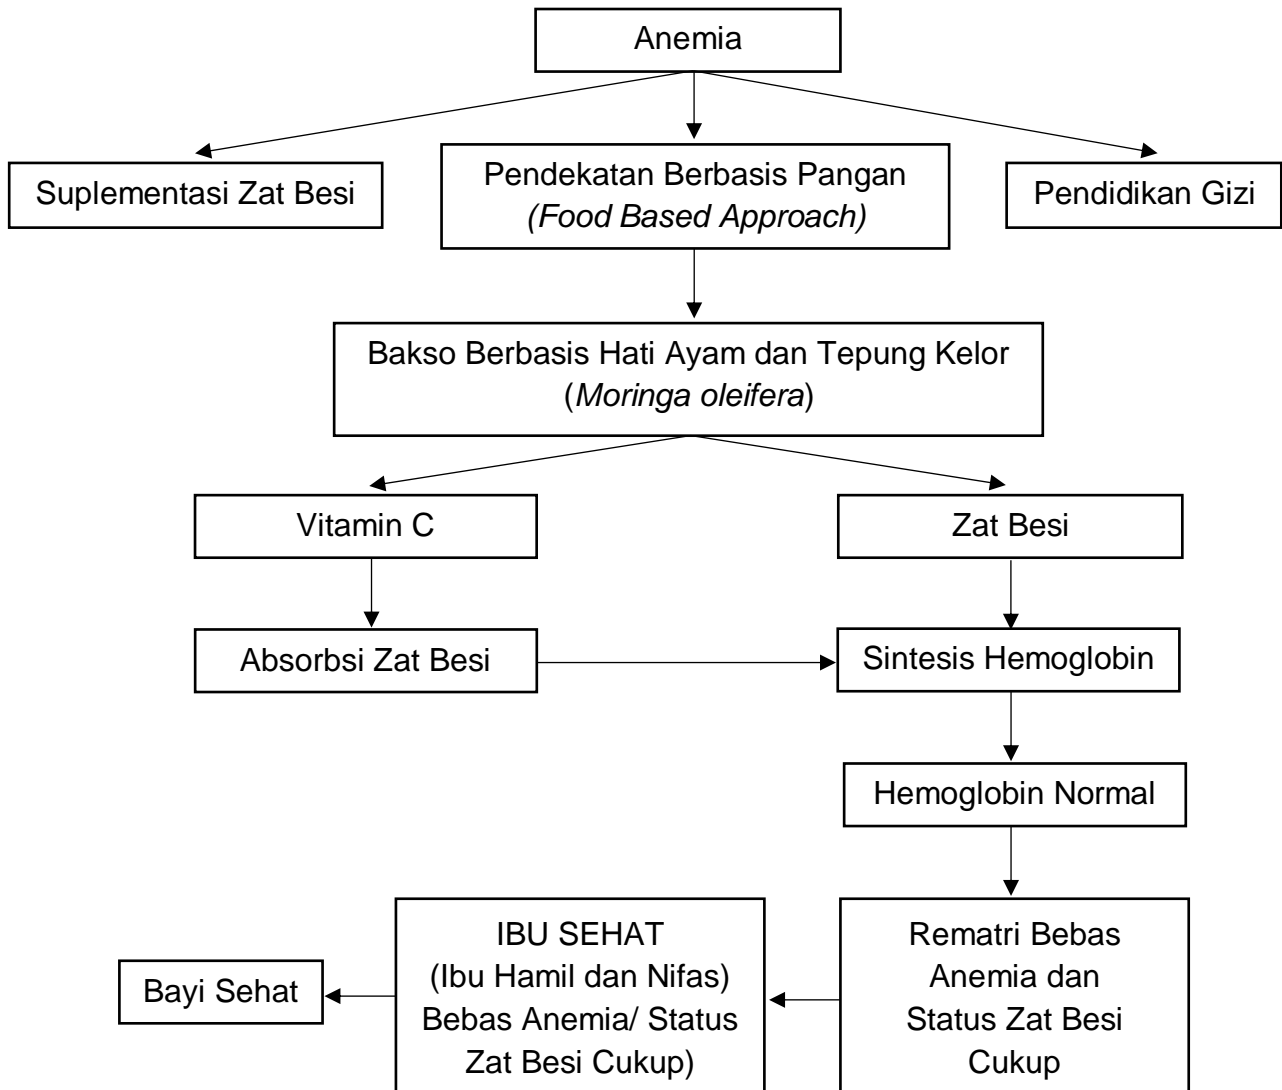 Anemia
Suplementasi Zat Besi
Pendekatan Berbasis Pangan
(Food Based Approach)
Pendidikan Gizi
Bakso Berbasis Hati Ayam dan Tepung Kelor
(Moringa oleifera)
Vitamin C
Zat Besi
Absorbsi Zat Besi
Sintesis Hemoglobin
Hemoglobin Normal
Rematri Bebas
Anemia dan
Status Zat Besi
Cukup
IBU SEHAT
(Ibu Hamil dan Nifas)
Bebas Anemia/ Status
Zat Besi Cukup)
Bayi Sehat